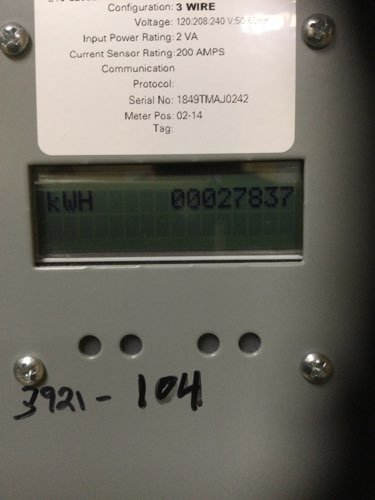 Configuration: 3 WIRE
Voltage: 120:208:240 V:50
Input Power Rating: 2 VA
Current Sensor Rating: 200 AMPS
Communication
Protocol:
Serial No: 1849TMAJ0242
Meter Pos: 02-14
Tag:
kWH 00027837
3921- 104